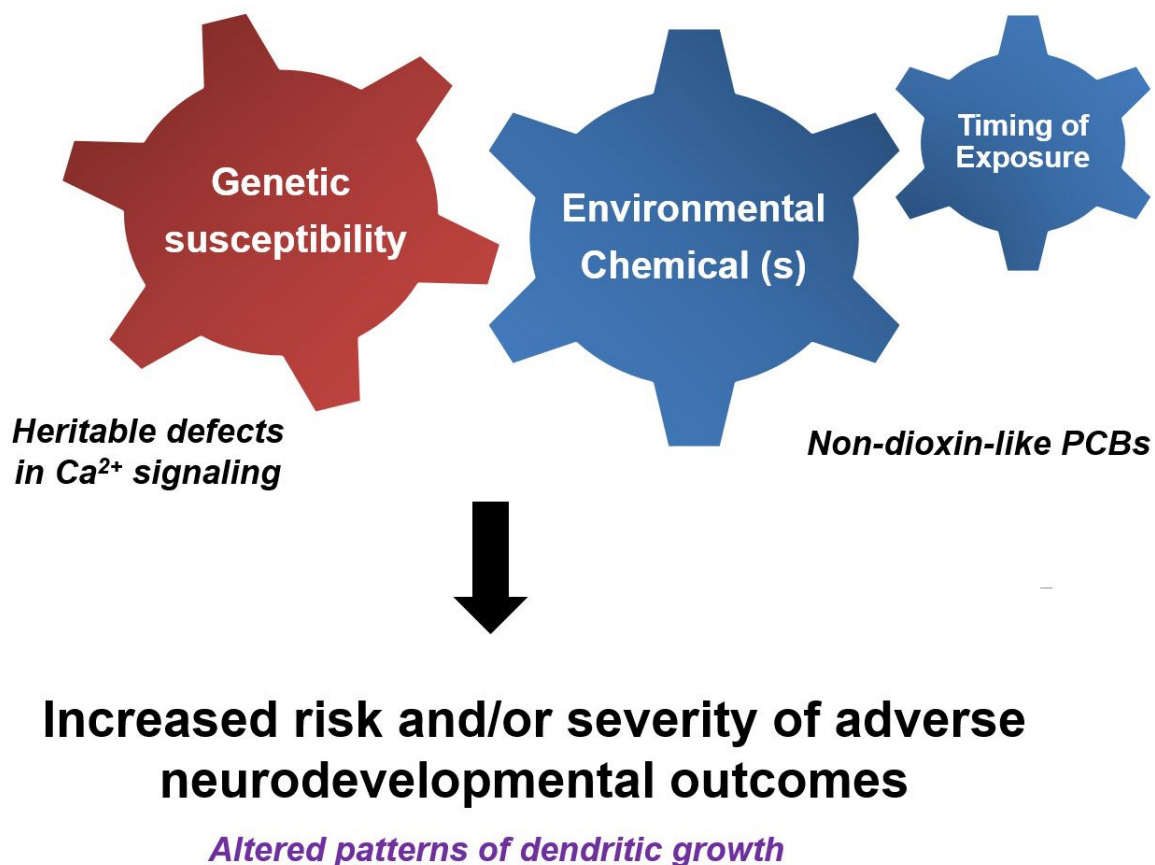 Genetic
susceptibility
Environmental
Chemical (s)
Timing of
Exposure
Heritable defects
in Ca²⁺ signaling
Non-dioxin-like PCBs
Increased risk and/or severity of adverse
neurodevelopmental outcomes
Altered patterns of dendritic growth